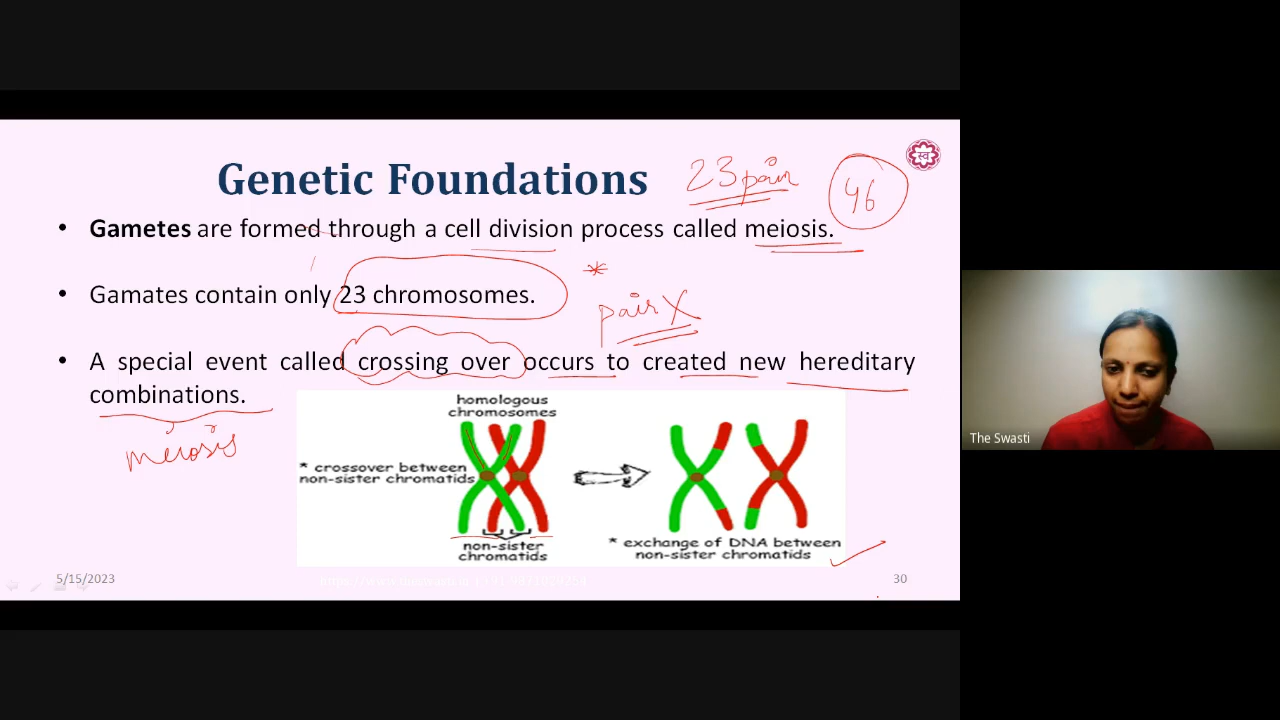 Genetic Foundations
23 pair
46
स्व
• Gametes are formed through a cell division process called meiosis.
• Gamates contain only 23 chromosomes.
*
pair X
• A special event called crossing over occurs to created new hereditary
combinations.
meiosis
homologous
chromosomes
* crossover between
non-sister chromatids
non-sister
chromatids
* exchange of DNA between
non-sister chromatids
5/15/2023
30
The Swasti